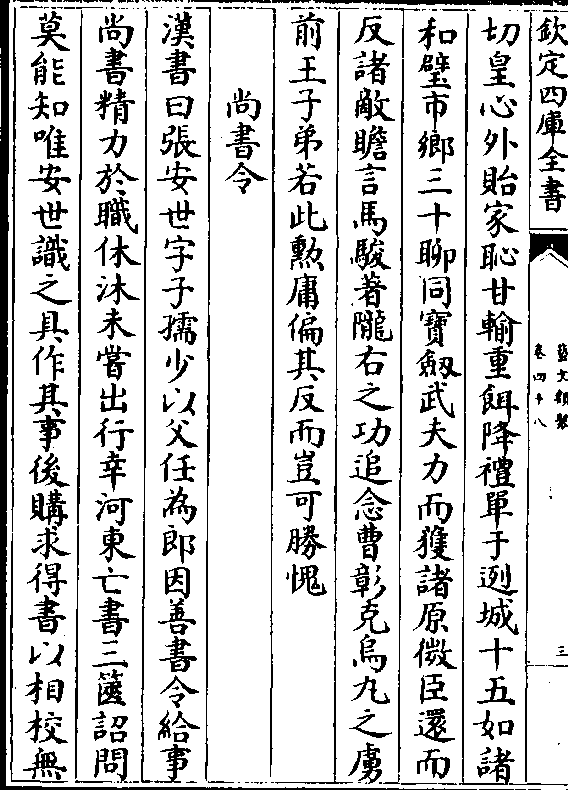 欽定四庫全書
藝文類聚
卷四十八
三
切皇心外貽家恥甘輸重餌降禮單于迾城十五如諸
和璧市鄉三十聊同寶劔武夫力而獲諸原微臣還而
反諸敵瞻言馬駿著隴右之功追念曹彰克烏丸之虜
前王子弟若此勲庸偏其反而豈可勝愧
尚書令
漢書曰張安世字子孺少以父任為郎因善書令給事
尚書精力於職休沐未嘗出行幸河東亡書三篋詔問
莫能知唯安世識之具作其事後購求得書以相校無